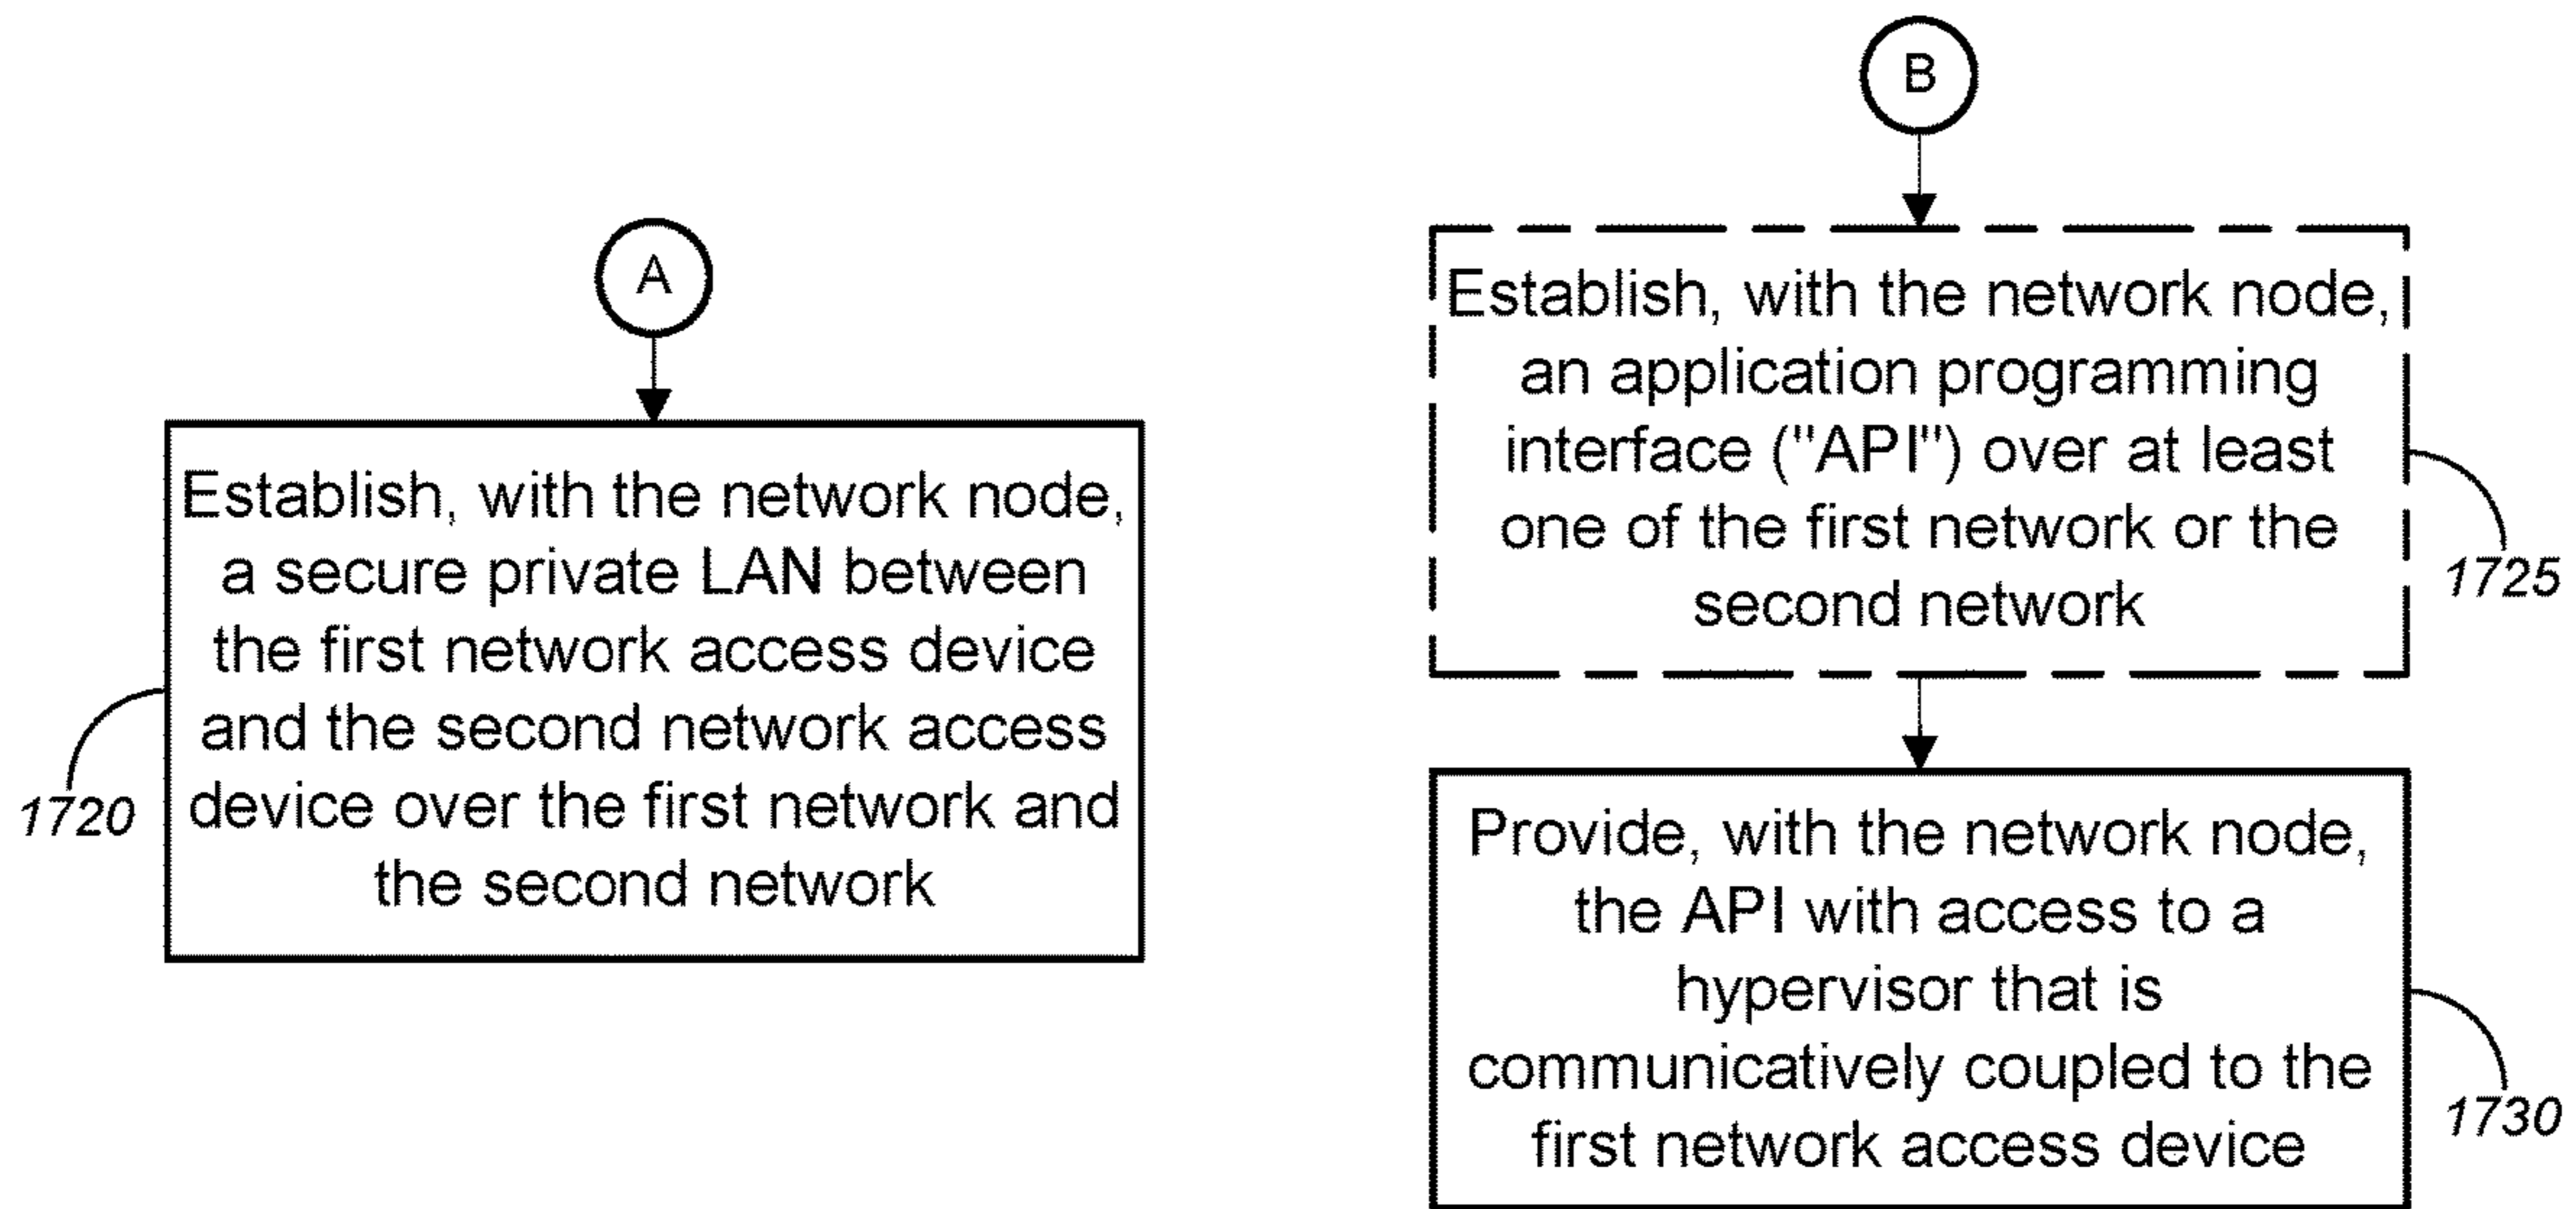 A
Establish, with the network node,
a secure private LAN between
the first network access device
and the second network access
device over the first network and
the second network
1720
B
Establish, with the network node,
an application programming
interface ("API") over at least
one of the first network or the
second network
1725
Provide, with the network node,
the API with access to a
hypervisor that is
communicatively coupled to the
first network access device
1730